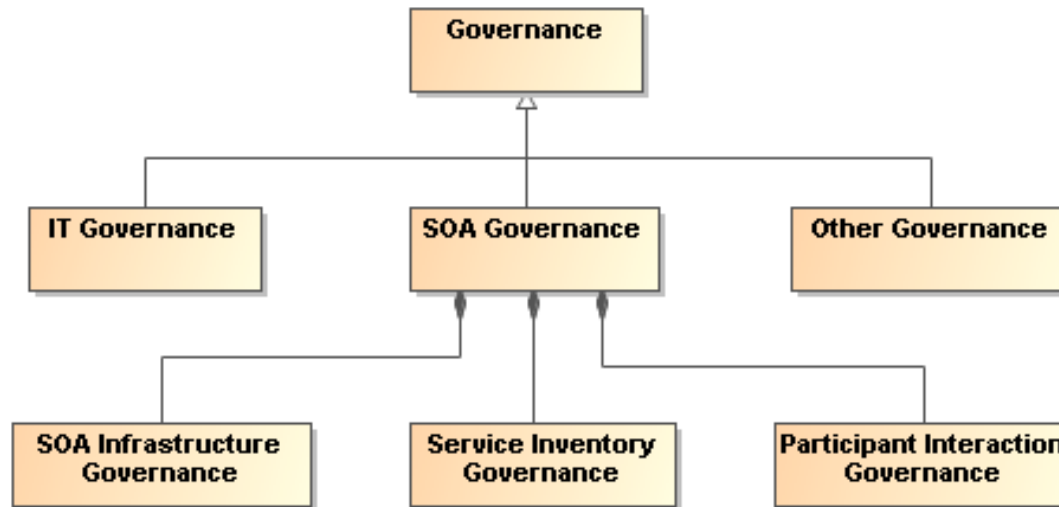 Governance
IT Governance
SOA Governance
Other Governance
SOA Infrastructure
Governance
Service Inventory
Governance
Participant Interaction
Governance